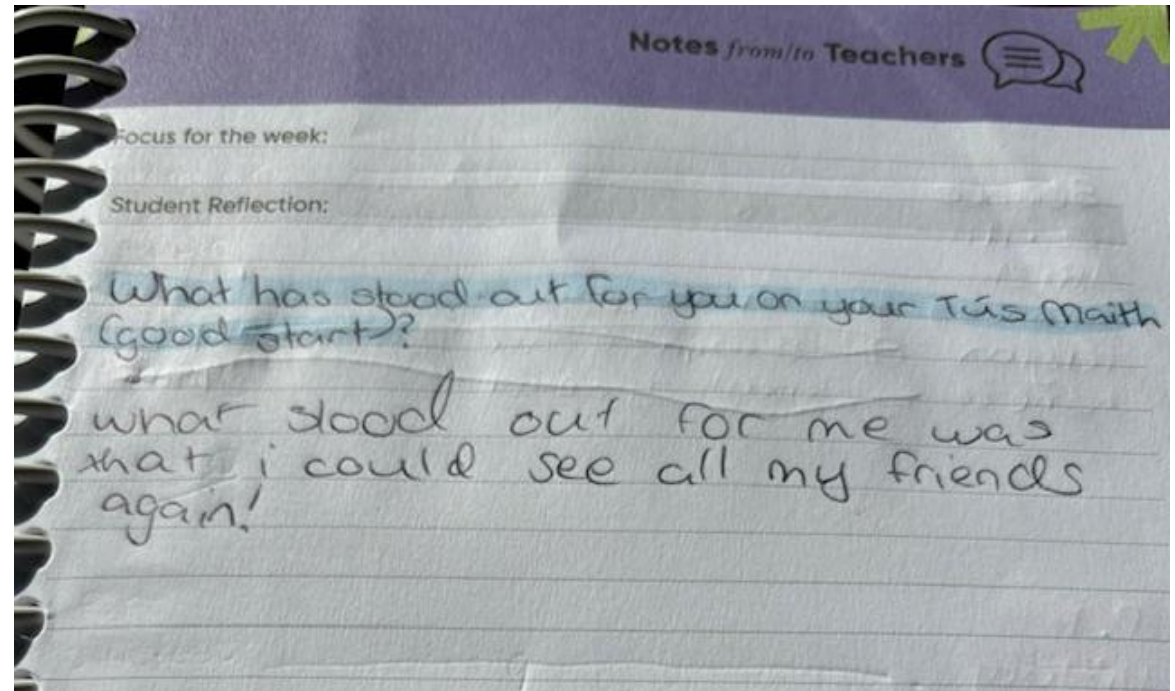 Notes from/to Teachers
Focus for the week:
Student Reflection:
What has stood out for you on your Tús Maith
(good start)?
what stood out for me was
that i could see all my friends
again!